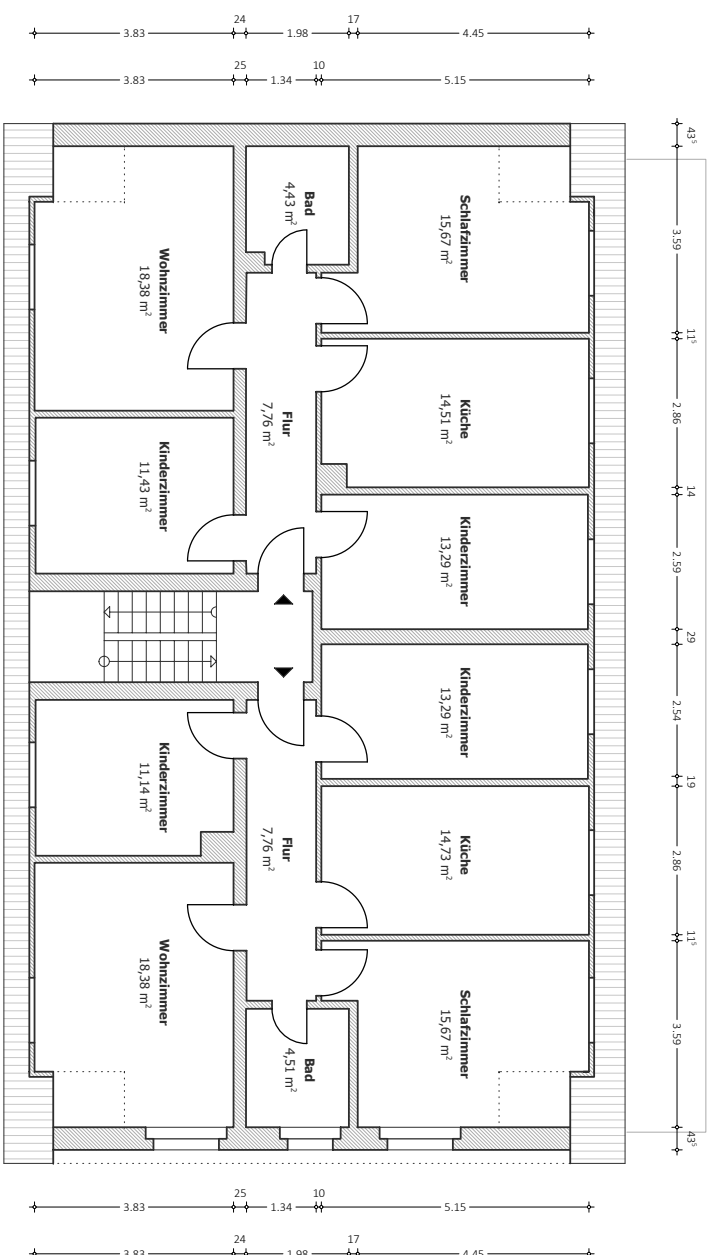 24
17
3.83
1.98
4.45
25
10
3.83
1.34
5.15
43⁵
3.59
11⁵
2.86
14
2.59
29
2.54
19
2.86
11⁵
3.59
43⁵
Schlafzimmer
15,67 m²
Bad
4,43 m²
Wohnzimmer
18,38 m²
Küche
14,51 m²
Flur
7,76 m²
Kinderzimmer
11,43 m²
Kinderzimmer
13,29 m²
Kinderzimmer
13,29 m²
Kinderzimmer
11,14 m²
Küche
14,73 m²
Flur
7,76 m²
Wohnzimmer
18,38 m²
Schlafzimmer
15,67 m²
Bad
4,51 m²
25
10
3.83
1.34
5.15
24
17
3.83
1.98
4.45